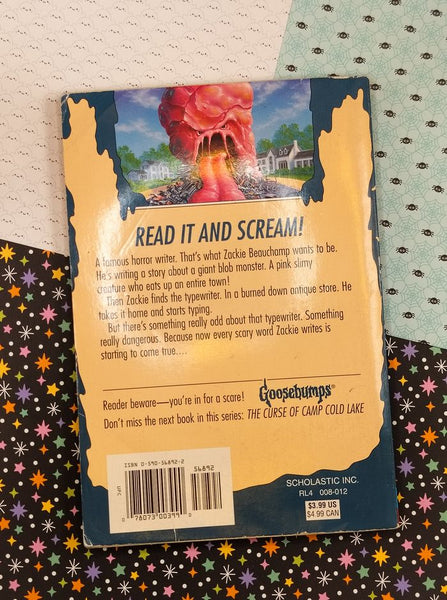 READ IT AND SCREAM!
A famous horror writer. That's what Zackie Beauchamp wants to be.
He's writing a story about a giant blob monster. A pink slimy
creature who eats up an entire town!
Then Zackie finds the typewriter. In a burned down antique store. He
takes it home and starts typing.
But there's something really odd about that typewriter. Something
really dangerous. Because now every scary word Zackie writes is
starting to come true....
Reader beware—you're in for a scare! Goosebumps®
Don't miss the next book in this series: THE CURSE OF CAMP COLD LAKE
ISBN 0-590-56892-2
56892
UPC
0 78073 00399
SCHOLASTIC INC.
RL4 008-012
$3.99 US
$4.99 CAN